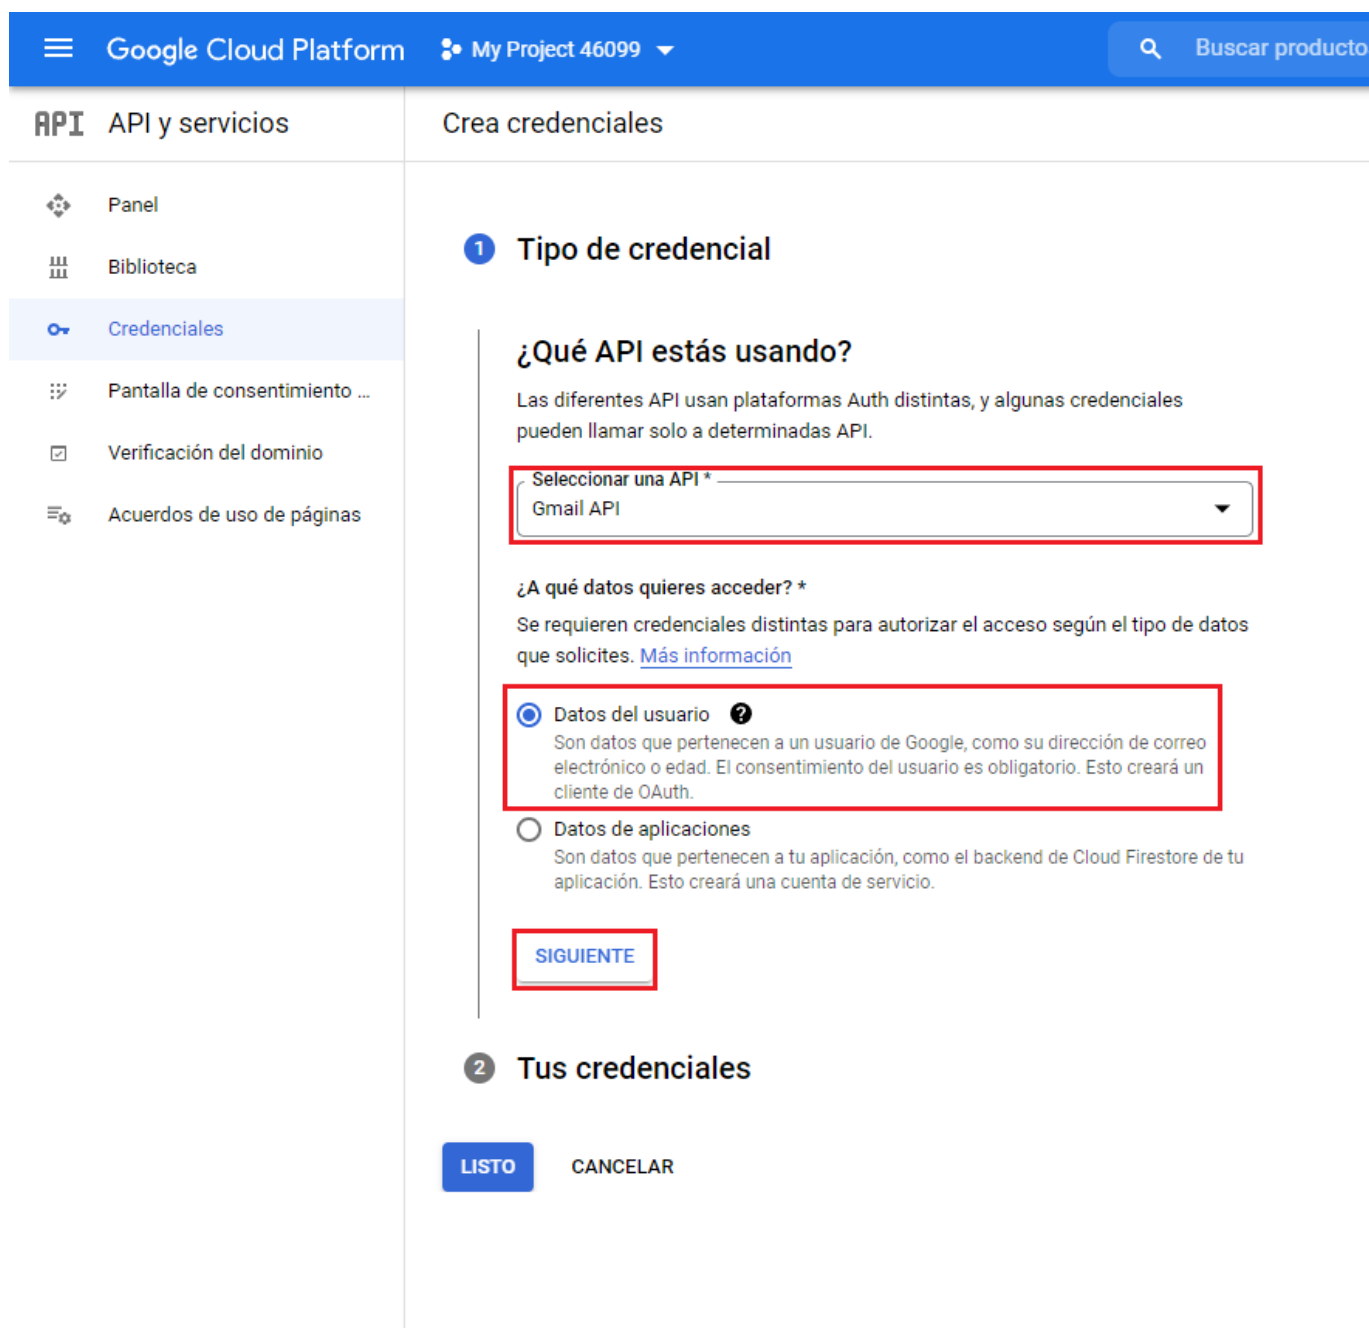 Google Cloud Platform
My Project 46099
Buscar producto
API
API y servicios
Crea credenciales
Panel
Biblioteca
Credenciales
Pantalla de consentimiento ...
Verificación del dominio
Acuerdos de uso de páginas
1
Tipo de credencial
¿Qué API estás usando?
Las diferentes API usan plataformas Auth distintas, y algunas credenciales
pueden llamar solo a determinadas API.
Seleccionar una API *
Gmail API
¿A qué datos quieres acceder? *
Se requieren credenciales distintas para autorizar el acceso según el tipo de datos
que solicites. Más información
Datos del usuario ?
Son datos que pertenecen a un usuario de Google, como su dirección de correo
electrónico o edad. El consentimiento del usuario es obligatorio. Esto creará un
cliente de OAuth.
Datos de aplicaciones
Son datos que pertenecen a tu aplicación, como el backend de Cloud Firestore de tu
aplicación. Esto creará una cuenta de servicio.
SIGUIENTE
2
Tus credenciales
LISTO
CANCELAR